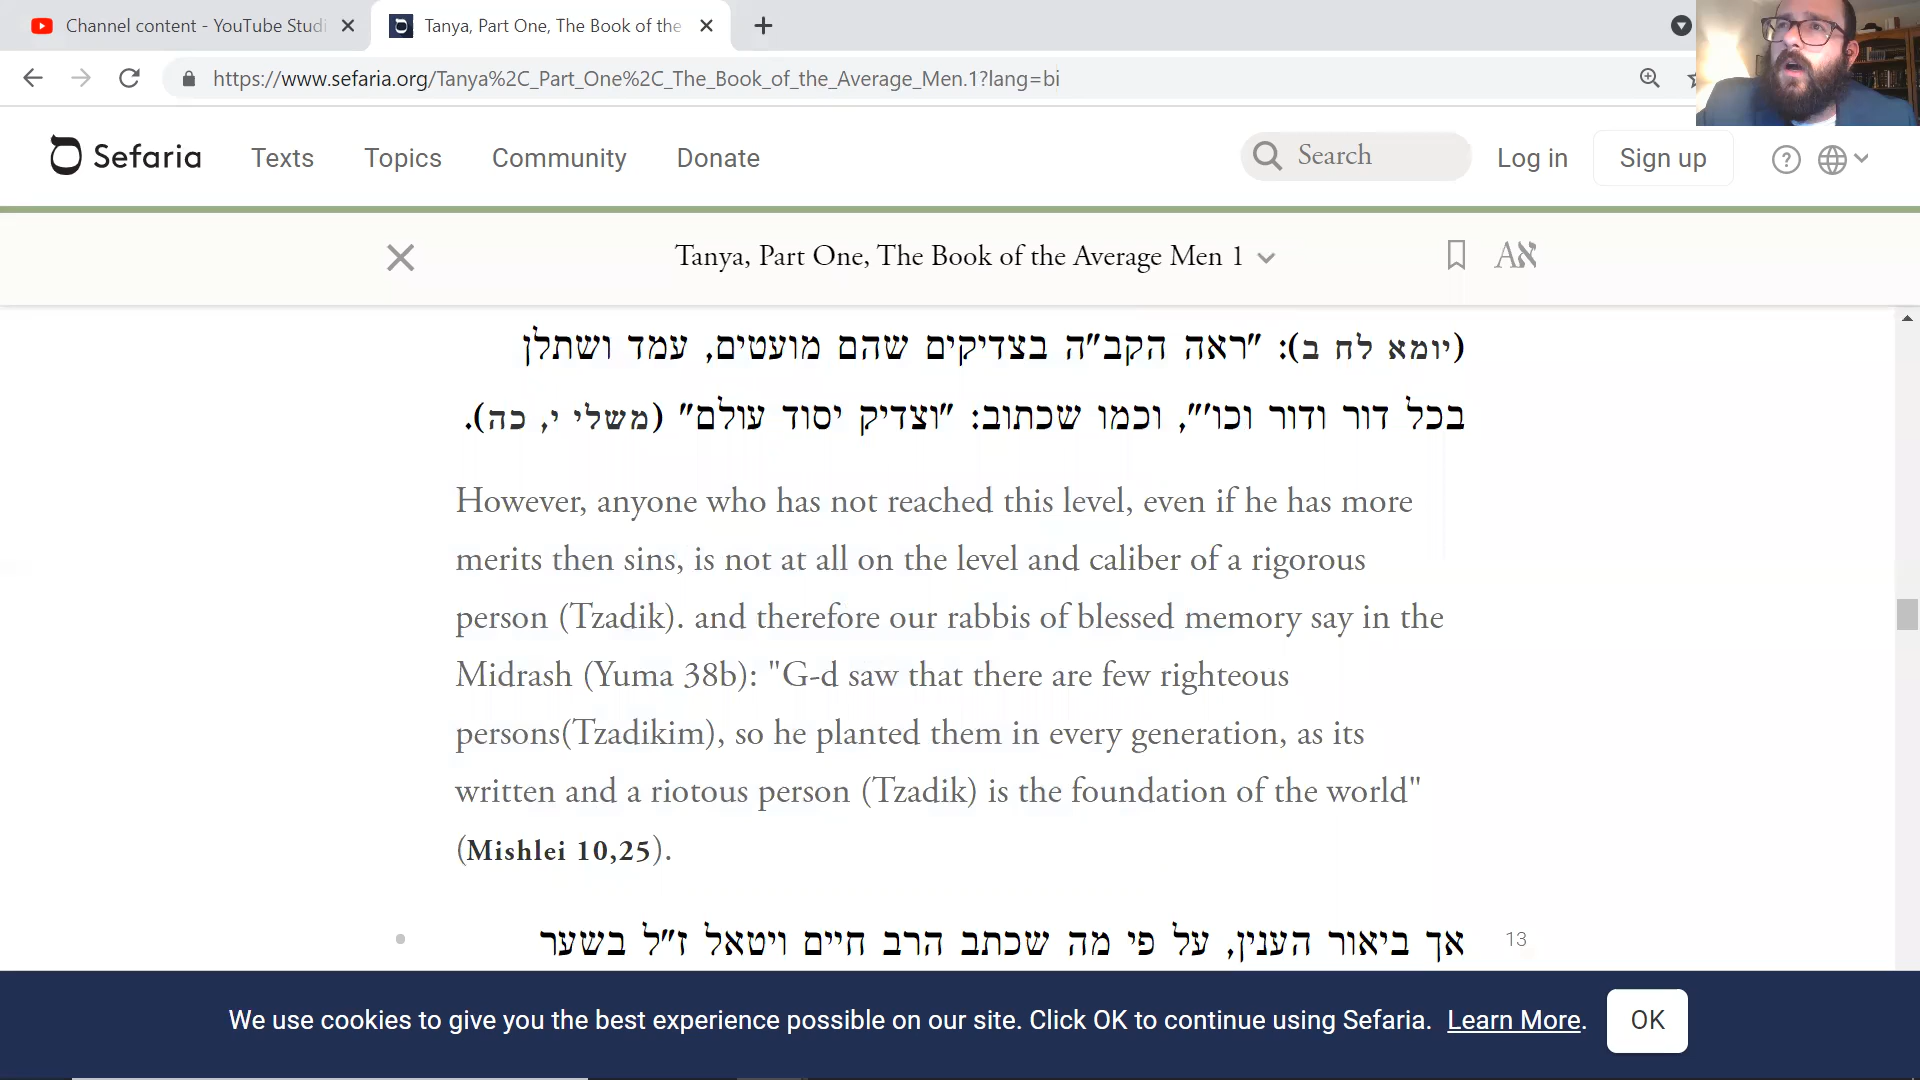 Channel content - YouTube Studi
Tanya, Part One, The Book of the
https://www.sefaria.org/Tanya%2C_Part_One%2C_The_Book_of_the_Average_Men.1?lang=bi
Sefaria Texts Topics Community Donate Search Log in Sign up
Tanya, Part One, The Book of the Average Men 1 Aא
(יומא לח ב): "ראה הקב"ה בצדיקים שהם מועטים, עמד ושתלן
בכל דור ודור וכו'", וכמו שכתוב: "וצדיק יסוד עולם" (משלי י, כה).
However, anyone who has not reached this level, even if he has more
merits then sins, is not at all on the level and caliber of a rigorous
person (Tzadik). and therefore our rabbis of blessed memory say in the
Midrash (Yuma 38b): "G-d saw that there are few righteous
persons(Tzadikim), so he planted them in every generation, as its
written and a riotous person (Tzadik) is the foundation of the world"
(Mishlei 10,25).
אך ביאור הענין, על פי מה שכתב הרב חיים ויטאל ז"ל בשער 13
We use cookies to give you the best experience possible on our site. Click OK to continue using Sefaria. Learn More. OK